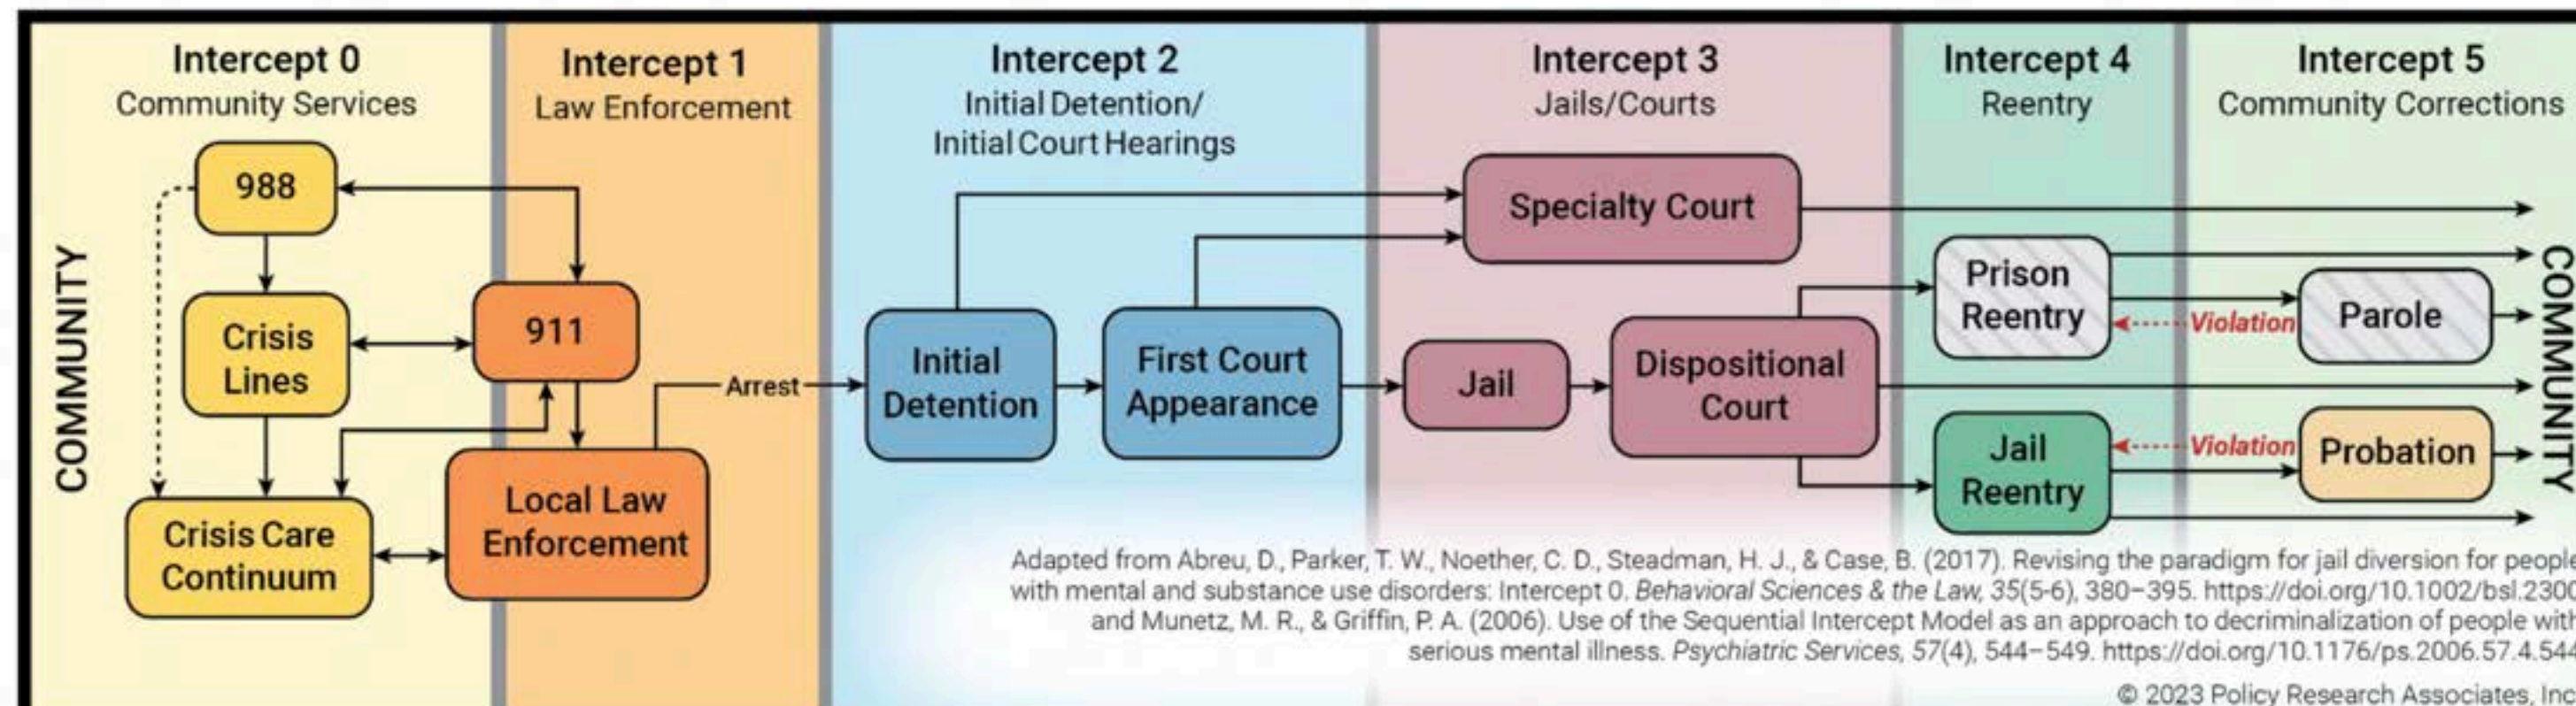 Intercept 0
Community Services
Intercept 1
Law Enforcement
Intercept 2
Initial Detention/
Initial Court Hearings
Intercept 3
Jails/Courts
Intercept 4
Reentry
Intercept 5
Community Corrections
COMMUNITY
988
Crisis
Lines
Crisis Care
Continuum
911
Local Law
Enforcement
Arrest
Initial
Detention
First Court
Appearance
Specialty Court
Jail
Dispositional
Court
Prison
Reentry
Violation
Parole
Jail
Reentry
Violation
Probation
COMMUNITY
Adapted from Abreu, D., Parker, T. W., Noether, C. D., Steadman, H. J., & Case, B. (2017). Revising the paradigm for jail diversion for people
with mental and substance use disorders: Intercept 0. Behavioral Sciences & the Law, 35(5-6), 380–395. https://doi.org/10.1002/bsl.2300
and Munetz, M. R., & Griffin, P. A. (2006). Use of the Sequential Intercept Model as an approach to decriminalization of people with
serious mental illness. Psychiatric Services, 57(4), 544–549. https://doi.org/10.1176/ps.2006.57.4.544
© 2023 Policy Research Associates, Inc